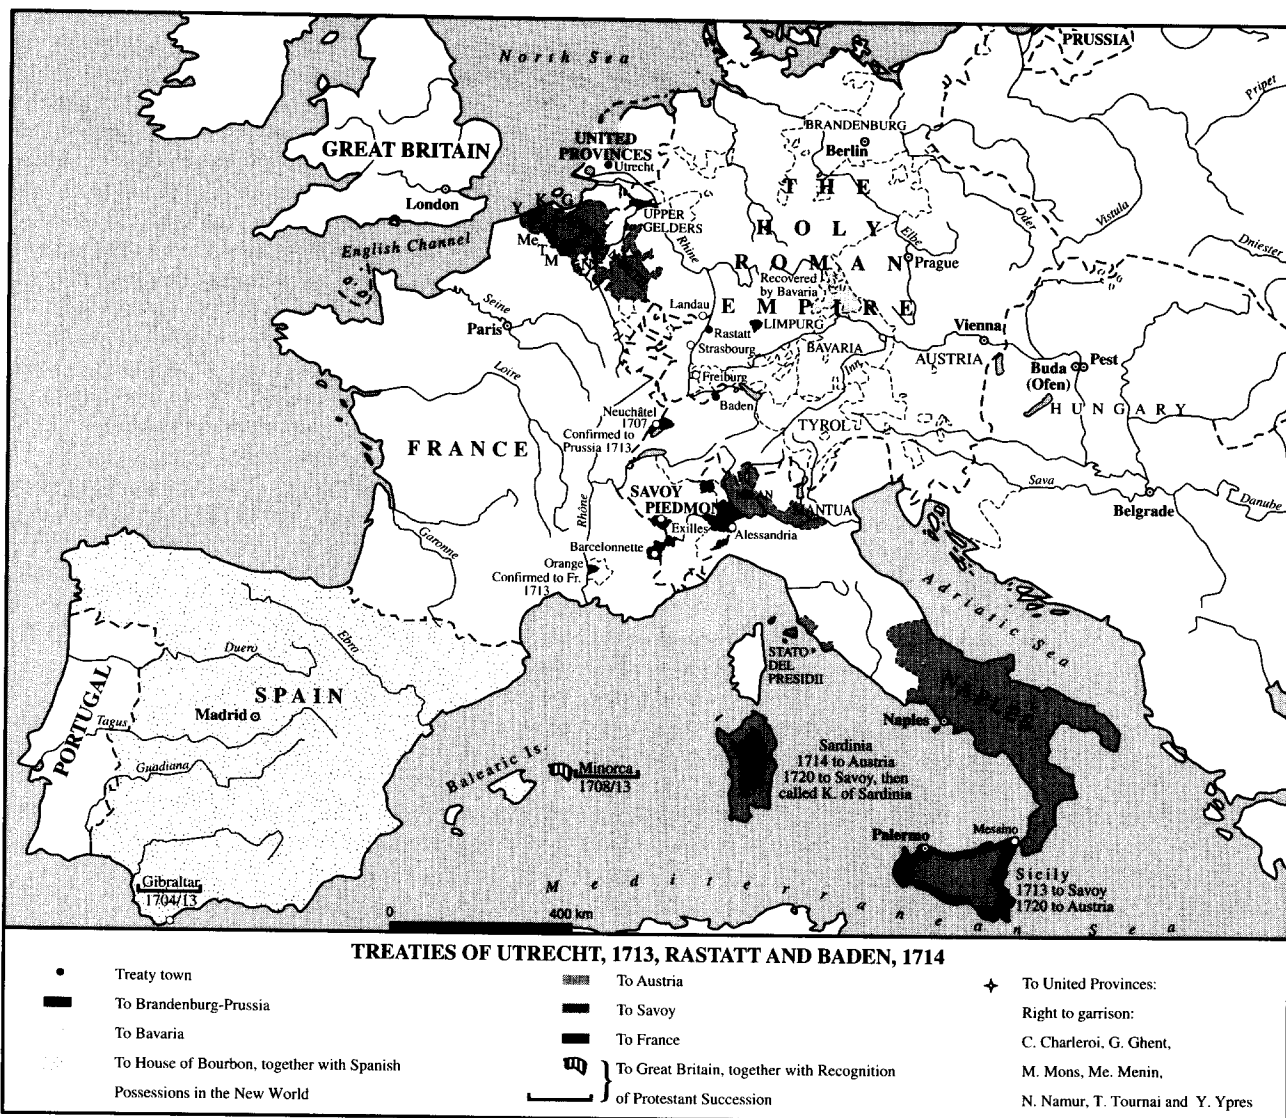 North Sea
PRUSSIA
Pripet
BRANDENBURG
Berlin
UNITED
PROVINCES
Utrecht
GREAT BRITAIN
London
THE
HOLY
ROMAN
EMPIRE
Y K G
UPPER
GELDERS
Me
T
M
N
Rhine
Elbe
Oder
Vistula
Dniester
English Channel
Prague
Recovered
by Bavaria
Seine
Paris
Landau
Rastatt
LIMPURG
Strasbourg
BAVARIA
Vienna
AUSTRIA
Buda
(Ofen)
Pest
Inn
Freiburg
Baden
HUNGARY
Loire
Neuchâtel
1707
Confirmed to
Prussia 1713
TYROL
FRANCE
SAVOY
PIEDMON
MANTUA
Sava
Belgrade
Danube
Rhône
Exilles
Alessandria
Barcelonnette
Garonne
Orange
Confirmed to Fr.
1713
Adriatic Sea
STATO
DEL
PRESIDII
Ebro
Duero
SPAIN
Madrid
PORTUGAL
Tagus
Guadiana
NAPLES
Naples
Balearic Is.
Minorca
1708/13
Sardinia
1714 to Austria
1720 to Savoy, then
called K. of Sardinia
Palermo
Messino
Sicily
1713 to Savoy
1720 to Austria
Gibraltar
1704/13
Mediterranean Sea
0 400 km
TREATIES OF UTRECHT, 1713, RASTATT AND BADEN, 1714
Treaty town
To Brandenburg-Prussia
To Bavaria
To House of Bourbon, together with Spanish
Possessions in the New World
To Austria
To Savoy
To France
To Great Britain, together with Recognition
of Protestant Succession
To United Provinces:
Right to garrison:
C. Charleroi, G. Ghent,
M. Mons, Me. Menin,
N. Namur, T. Tournai and Y. Ypres